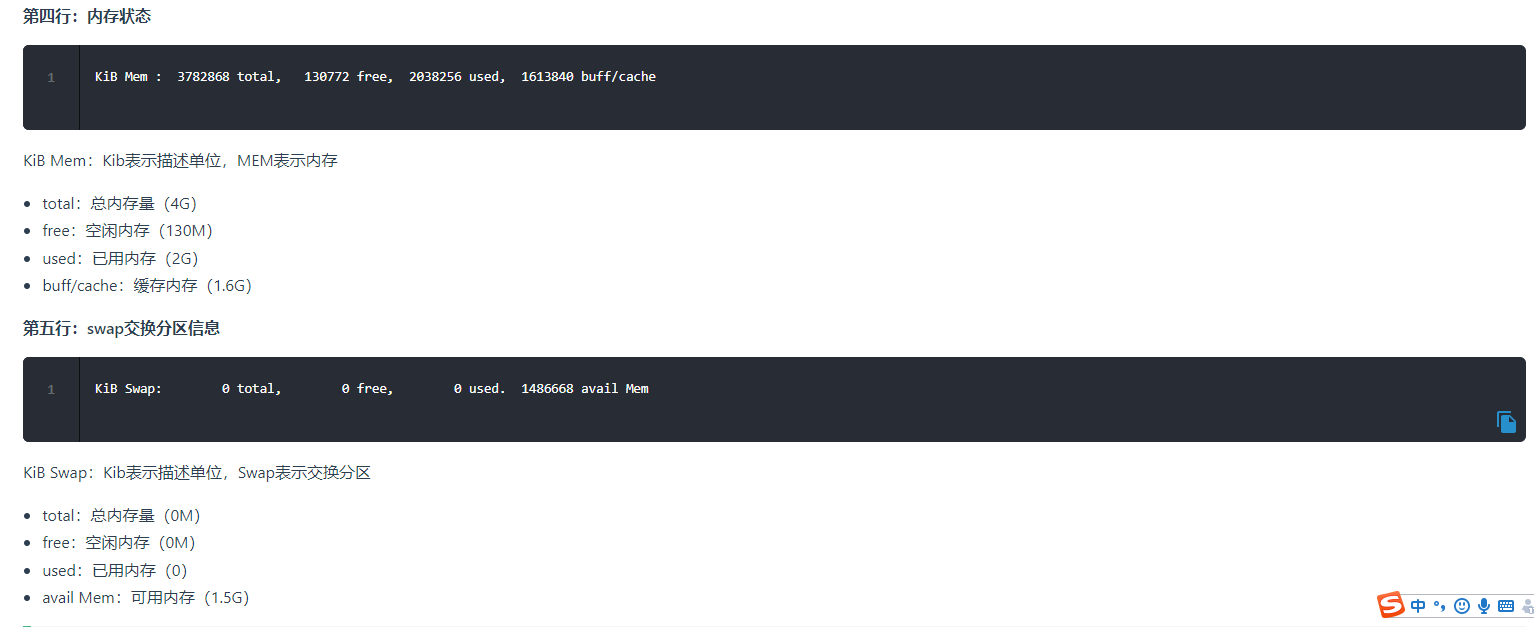 第四行：内存状态
1 KiB Mem :  3782868 total,   130772 free,  2038256 used,  1613840 buff/cache
KiB Mem：Kib表示描述单位，MEM表示内存
total：总内存量（4G）
free：空闲内存（130M）
used：已用内存（2G）
buff/cache：缓存内存（1.6G）
第五行：swap交换分区信息
1 KiB Swap:        0 total,        0 free,        0 used.  1486668 avail Mem
KiB Swap：Kib表示描述单位，Swap表示交换分区
total：总内存量（0M）
free：空闲内存（0M）
used：已用内存（0）
avail Mem：可用内存（1.5G）
S 中